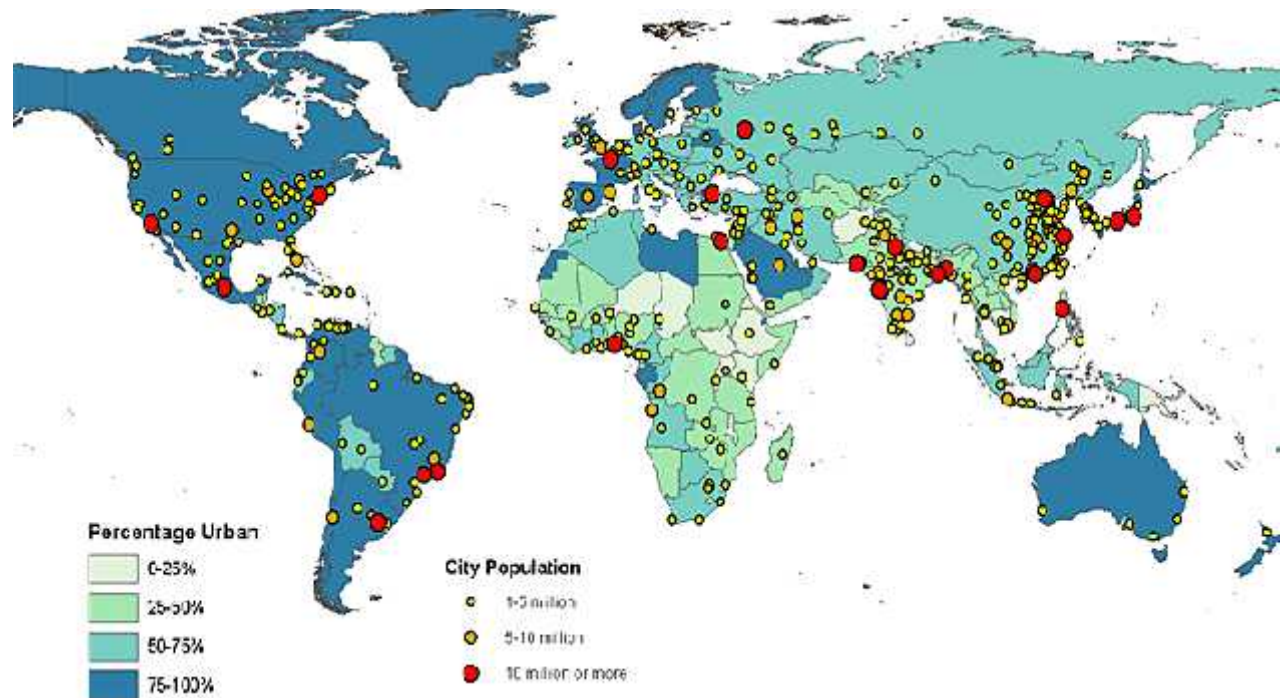 Percentage Urban
0-25%
25-50%
50-75%
75-100%
City Population
1-5 million
5-10 million
10 million or more